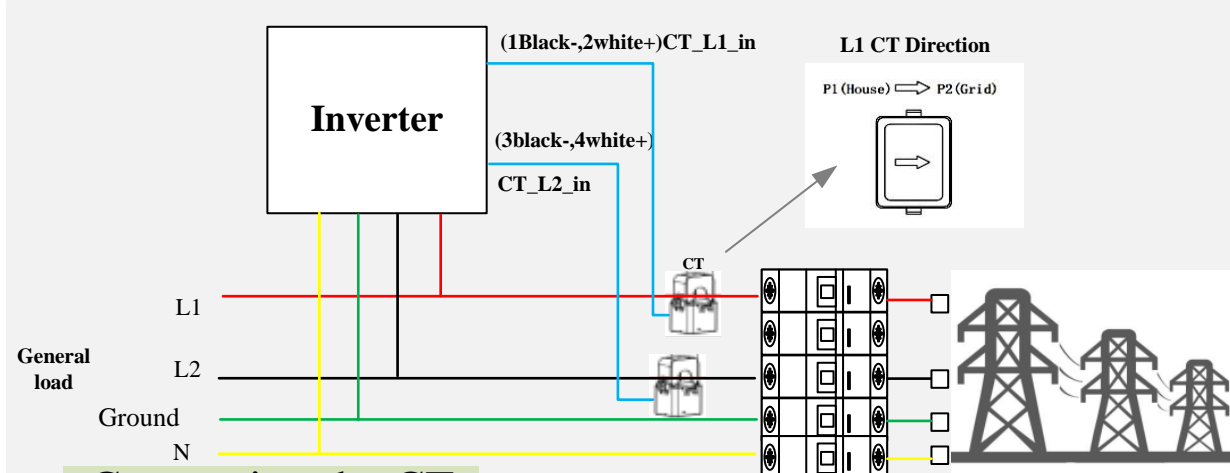 (1Black-,2white+)CT_L1_in
L1 CT Direction
P1(House) P2(Grid)
Inverter
(3black-,4white+)
CT_L2_in
CT
L1
General
load
L2
Ground
N